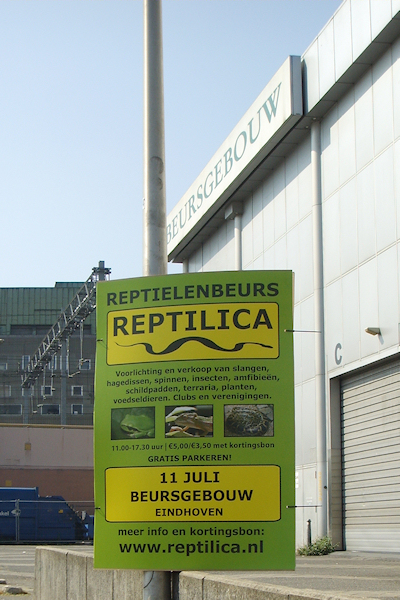 BEURSGEBOUW
REPTIELENBEURS
REPTILICA
Voorlichting en verkoop van slangen,
hagedissen, spinnen, insecten, amfibieën,
schildpadden, terraria, planten,
voedseldieren. Clubs en verenigingen.
11.00-17.30 uur | €5,00/€3,50 met kortingsbon
GRATIS PARKEREN!
11 JULI
BEURSGEBOUW
EINDHOVEN
meer info en kortingsbon:
www.reptilica.nl
C